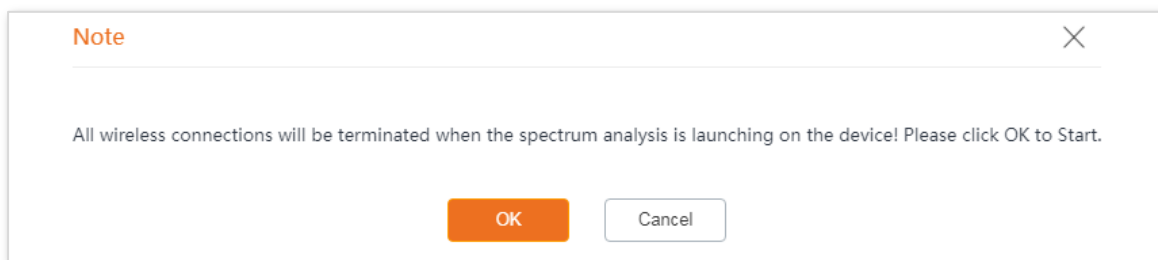 Note
All wireless connections will be terminated when the spectrum analysis is launching on the device! Please click OK to Start.
OK
Cancel